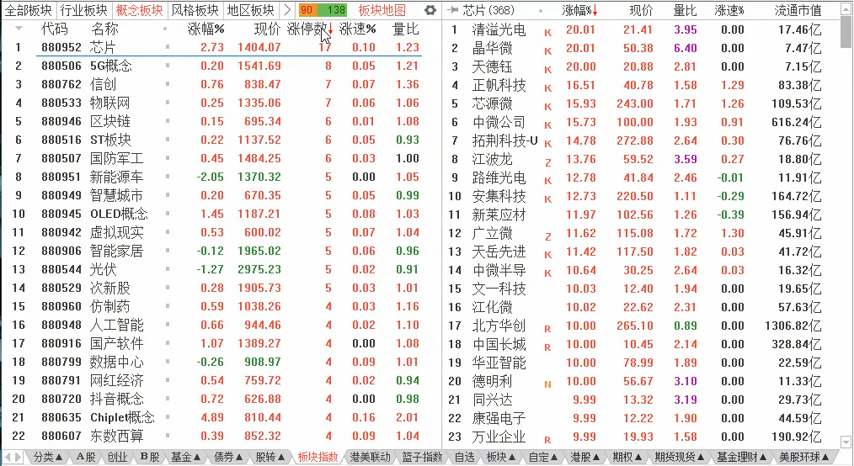 全部板块 行业板块 概念板块 风格板块 地区板块 90 138 板块地图 芯片(368) 涨幅%↓ 现价 量比 涨速% 流通市值
代码 名称 涨幅% 现价 涨停数↓ 涨速% 量比
1 880952 芯片 2.73 1404.07 17 0.10 1.23
2 880506 5G概念 0.20 1541.69 8 0.05 1.21
3 880762 信创 0.76 838.47 7 0.07 1.36
4 880533 物联网 0.25 1335.06 7 0.06 1.06
5 880946 区块链 0.15 695.34 6 0.01 1.08
6 880516 ST板块 0.22 1137.52 6 0.05 0.93
7 880507 国防军工 0.45 1484.25 6 0.03 1.00
8 880951 新能源车 -2.05 1370.32 5 0.00 1.05
9 880949 智慧城市 0.20 670.35 5 0.05 0.99
10 880945 OLED概念 1.45 1187.21 5 0.08 1.03
11 880942 虚拟现实 0.53 600.02 5 0.07 1.04
12 880906 智能家居 -0.12 1965.02 5 0.06 0.96
13 880544 光伏 -1.27 2975.23 5 0.02 0.91
14 880529 次新股 0.28 1905.73 5 0.03 1.01
15 880960 仿制药 0.59 1038.26 4 0.03 1.16
16 880948 人工智能 0.66 944.46 4 0.02 1.10
17 880916 国产软件 1.07 1389.27 4 0.00 1.08
18 880799 数据中心 -0.26 908.97 4 0.09 1.01
19 880791 网红经济 0.54 759.72 4 0.02 0.94
20 880720 抖音概念 0.72 626.88 4 0.00 0.98
21 880635 Chiplet概念 4.89 810.44 4 0.16 2.01
22 880607 东数西算 0.39 852.32 4 0.09 1.04
1 清溢光电 K 20.01 21.41 3.95 0.00 17.46亿
2 晶华微 K 20.01 50.38 6.40 0.00 7.47亿
3 天德钰 K 20.00 20.88 2.81 0.00 7.15亿
4 正帆科技 K 16.51 40.78 1.58 1.29 83.38亿
5 芯源微 K 15.93 243.00 1.71 1.26 109.53亿
6 中微公司 K 15.73 100.00 1.93 0.91 616.24亿
7 拓荆科技-U K 14.78 272.88 2.64 0.30 76.76亿
8 江波龙 Z 13.76 59.52 3.59 0.27 18.80亿
9 路维光电 K 12.78 41.84 2.46 -0.01 11.91亿
10 安集科技 K 12.73 220.50 1.11 -0.29 164.72亿
11 新莱应材 11.97 102.56 1.26 -0.39 156.94亿
12 广立微 Z 11.62 115.08 1.72 1.30 45.91亿
13 天岳先进 K 11.42 117.50 1.82 0.03 41.72亿
14 中微半导 K 10.64 30.25 2.64 0.03 16.32亿
15 文一科技 10.03 12.40 1.94 0.00 19.65亿
16 江化微 10.02 22.62 2.31 0.00 57.63亿
17 北方华创 R 10.00 265.10 0.89 0.00 1306.82亿
18 中国长城 R 10.00 10.45 2.14 0.00 328.84亿
19 华亚智能 10.00 78.99 1.89 0.00 22.59亿
20 德明利 N 10.00 56.67 3.10 0.00 11.33亿
21 同兴达 9.99 13.32 3.19 0.00 29.73亿
22 康强电子 9.99 12.22 1.90 0.00 44.59亿
23 万业企业 R 9.99 19.93 1.58 0.00 190.92亿
分类▲ A股 创业 B股▲ 基金▲ 债券▲ 股转▲ 板块指数 港美联动 篮子指数 自选 板块▲ 自定▲ 港股▲ 期权▲ 期货现货▲ 基金理财▲ 美股环球▲